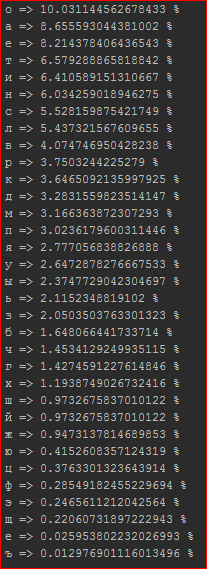 о => 10.031144562678433 %
а => 8.655593044381002 %
е => 8.214378406436543 %
т => 6.579288865818842 %
и => 6.410589151310667 %
н => 6.034259018946275 %
с => 5.528159875421749 %
л => 5.437321567609655 %
в => 4.074746950428238 %
р => 3.7503244225279 %
к => 3.6465092135997925 %
д => 3.2831559823514147 %
м => 3.166363872307293 %
п => 3.0236179600311446 %
я => 2.777056838826888 %
у => 2.6472878276667533 %
ы => 2.3747729042304697 %
ь => 2.1152348819102 %
з => 2.0503503763301323 %
б => 1.648066441733714 %
ч => 1.4534129249935115 %
г => 1.4274591227614846 %
х => 1.1938749026732416 %
ш => 0.9732675837010122 %
й => 0.9732675837010122 %
ж => 0.9473137814689853 %
ю => 0.4152608357124319 %
ц => 0.3763301323643914 %
ф => 0.28549182455229694 %
э => 0.2465611212042564 %
щ => 0.22060731897222943 %
е => 0.025953802232026993 %
ъ => 0.012976901116013496 %